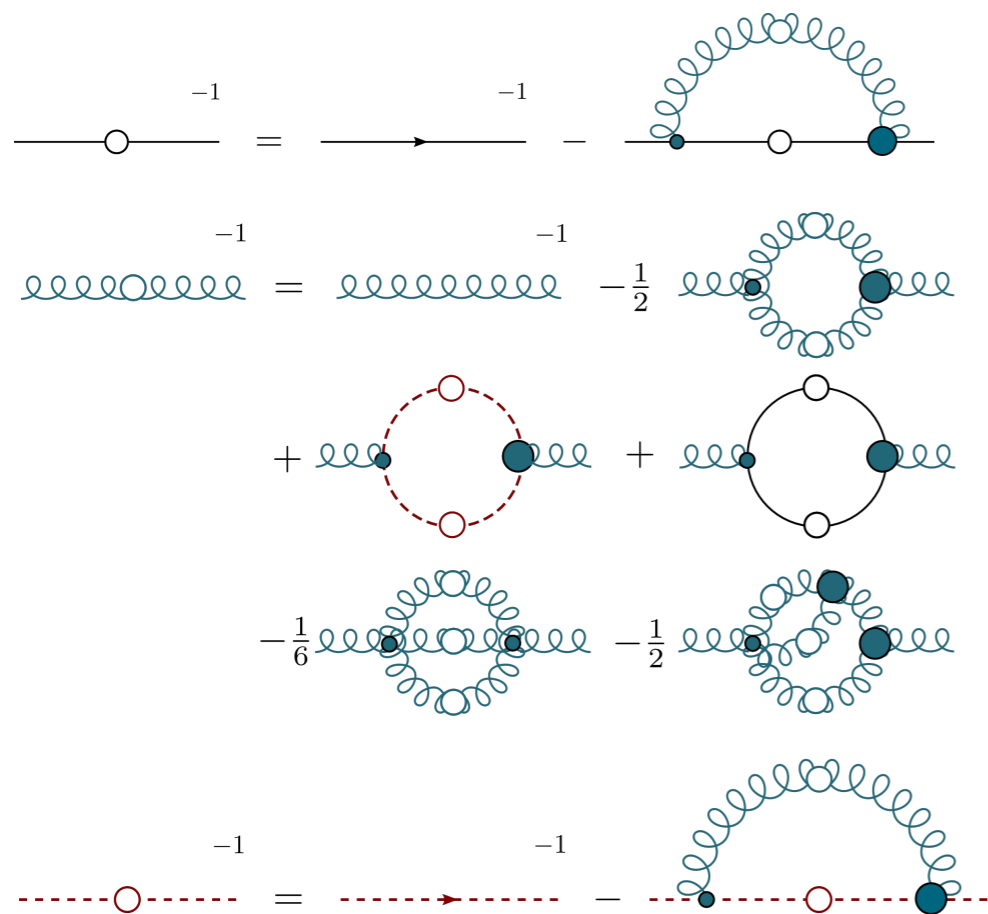 -1 = -1 −
-1 = -1 − 1/2
+ +
− 1/6 − 1/2
-1 = -1 −